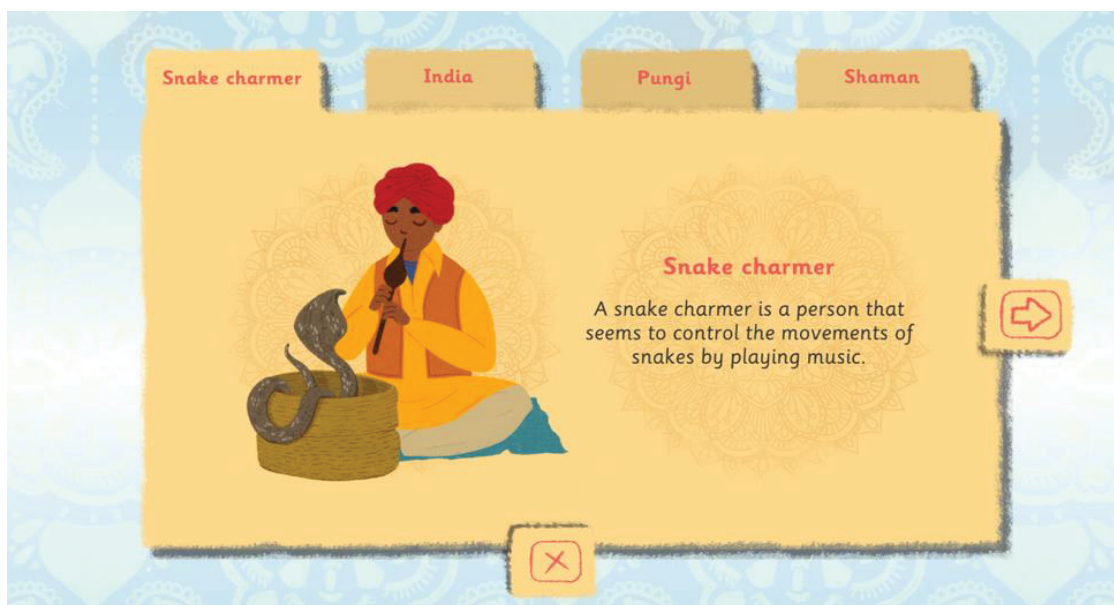 Snake charmer
India
Pungi
Shaman
Snake charmer
A snake charmer is a person that
seems to control the movements of
snakes by playing music.